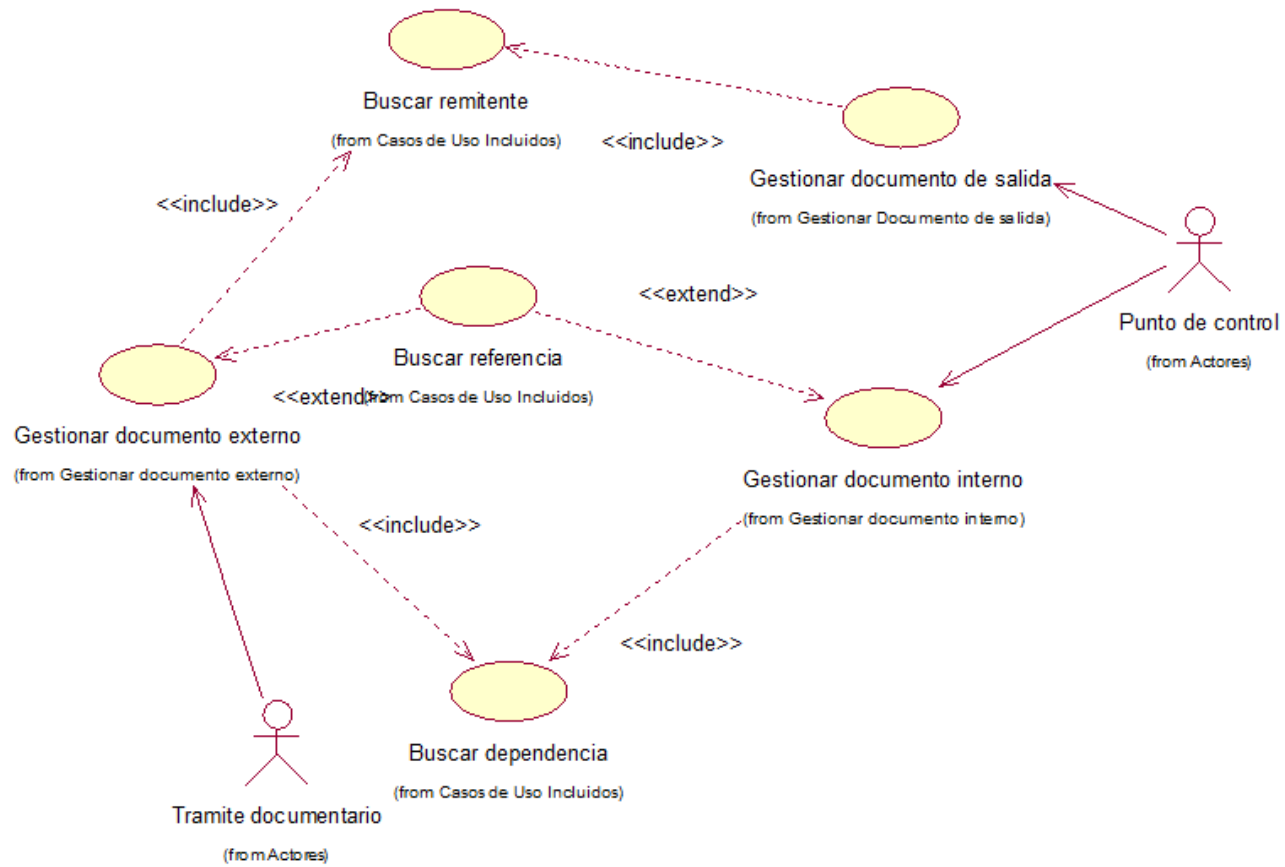 Buscar remitente
(from Casos de Uso Incluidos)
<<include>>
Gestionar documento de salida
(from Gestionar Documento de salida)
<<include>>
<<extend>>
Punto de control
(from Actores)
Buscar referencia
(from Casos de Uso Incluidos)
<<extend>>
Gestionar documento externo
(from Gestionar documento externo)
Gestionar documento interno
(from Gestionar documento interno)
<<include>>
<<include>>
Buscar dependencia
(from Casos de Uso Incluidos)
Tramite documentario
(from Actores)